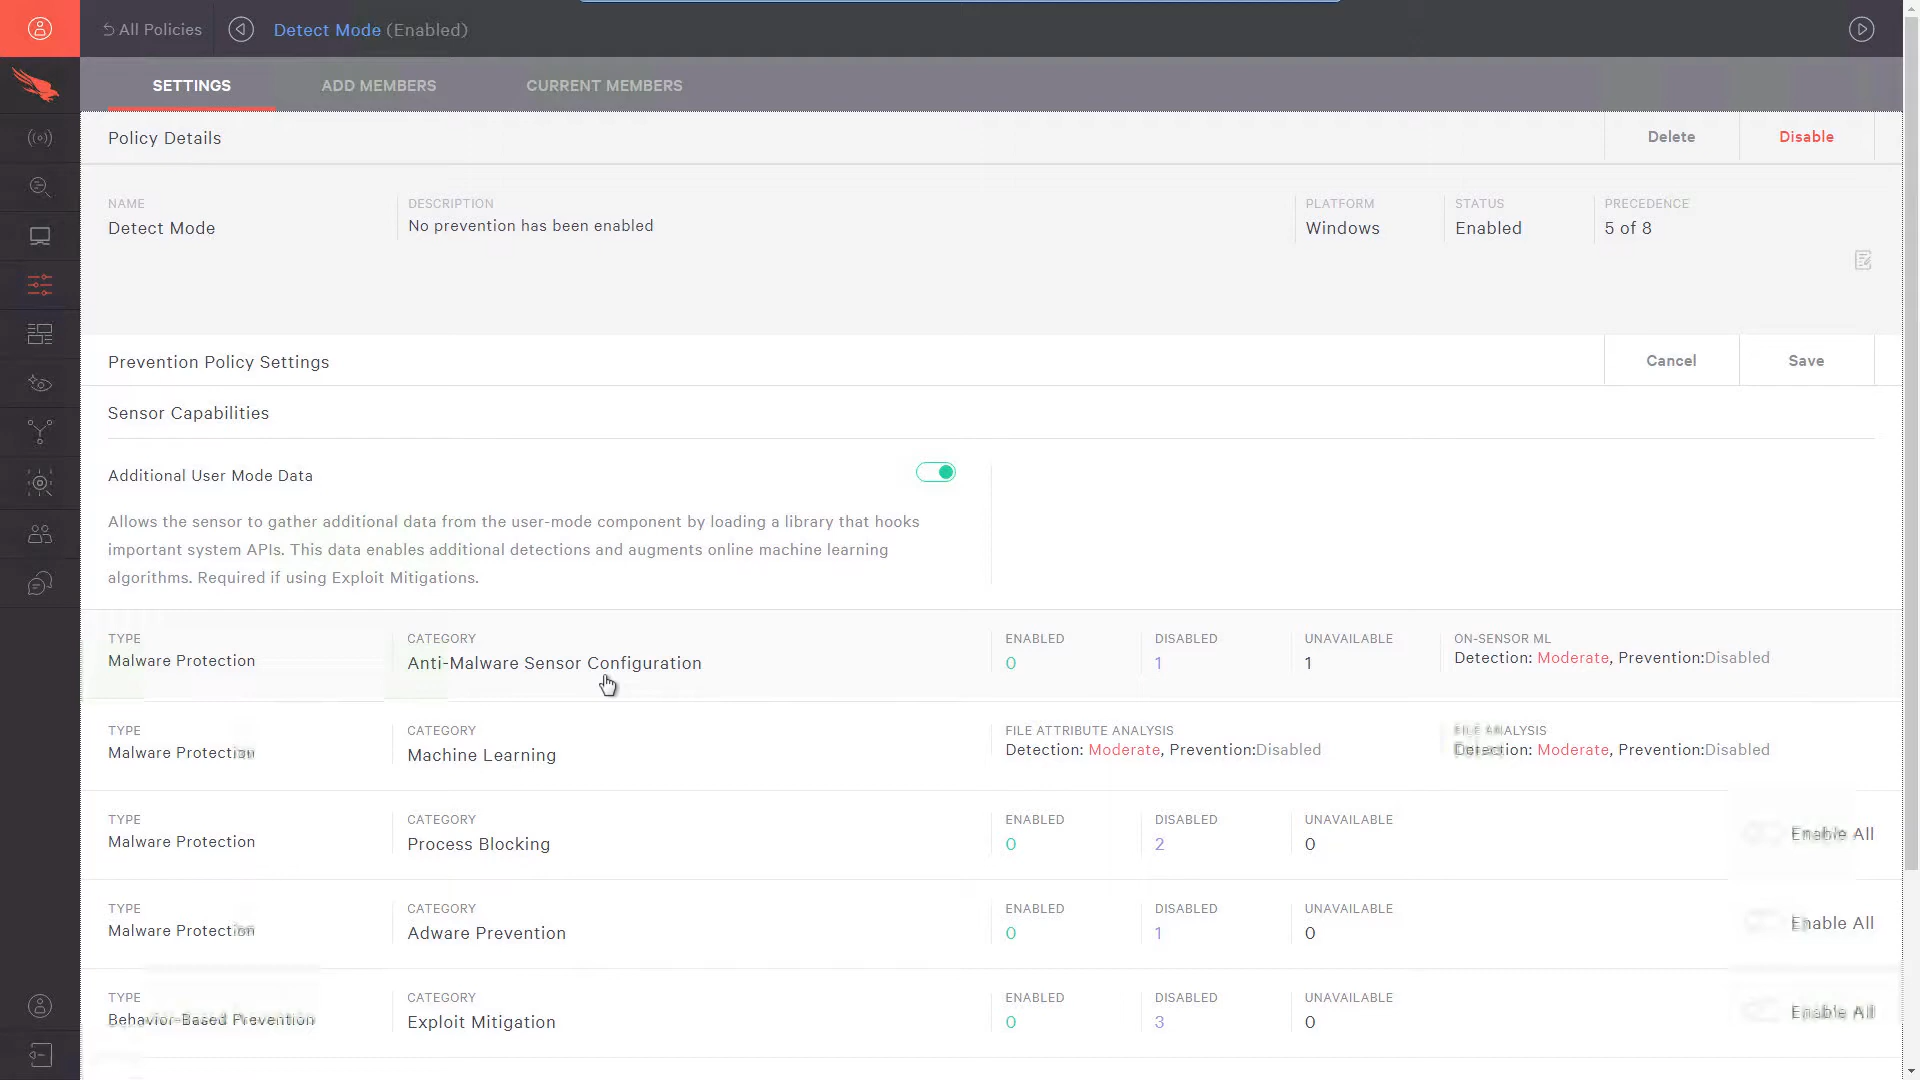 All Policies
Detect Mode (Enabled)
SETTINGS
ADD MEMBERS
CURRENT MEMBERS
Policy Details
Delete
Disable
NAME
Detect Mode
DESCRIPTION
No prevention has been enabled
PLATFORM
Windows
STATUS
Enabled
PRECEDENCE
5 of 8
Prevention Policy Settings
Cancel
Save
Sensor Capabilities
Additional User Mode Data
Allows the sensor to gather additional data from the user-mode component by loading a library that hooks
important system APIs. This data enables additional detections and augments online machine learning
algorithms. Required if using Exploit Mitigations.
TYPE
Malware Protection
CATEGORY
Anti-Malware Sensor Configuration
ENABLED
0
DISABLED
1
UNAVAILABLE
1
ON-SENSOR ML
Detection: Moderate, Prevention:Disabled
TYPE
Malware Protection
CATEGORY
Machine Learning
FILE ATTRIBUTE ANALYSIS
Detection: Moderate, Prevention:Disabled
FILE ANALYSIS
Detection: Moderate, Prevention:Disabled
TYPE
Malware Protection
CATEGORY
Process Blocking
ENABLED
0
DISABLED
2
UNAVAILABLE
0
Enable All
TYPE
Malware Protection
CATEGORY
Adware Prevention
ENABLED
0
DISABLED
1
UNAVAILABLE
0
Enable All
TYPE
Behavior-Based Prevention
CATEGORY
Exploit Mitigation
ENABLED
0
DISABLED
3
UNAVAILABLE
0
Enable All